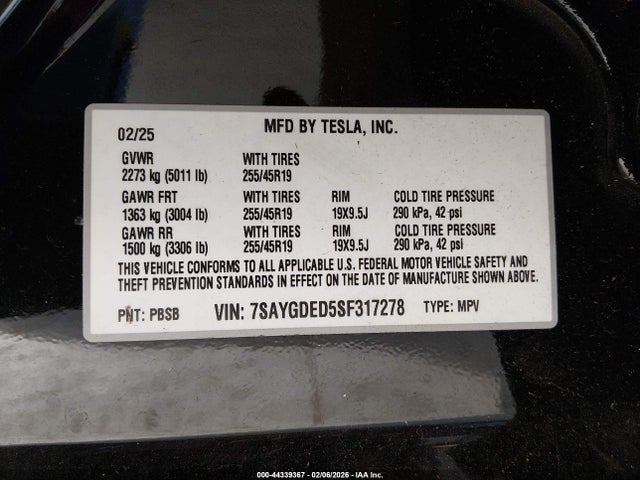 02/25 MFD BY TESLA, INC.
GVWR WITH TIRES
2273 kg (5011 lb) 255/45R19
GAWR FRT WITH TIRES RIM COLD TIRE PRESSURE
1363 kg (3004 lb) 255/45R19 19X9.5J 290 kPa, 42 psi
GAWR RR WITH TIRES RIM COLD TIRE PRESSURE
1500 kg (3306 lb) 255/45R19 19X9.5J 290 kPa, 42 psi
THIS VEHICLE CONFORMS TO ALL APPLICABLE U.S. FEDERAL MOTOR VEHICLE SAFETY AND
THEFT PREVENTION STANDARDS IN EFFECT ON THE DATE OF MANUFACTURE SHOWN ABOVE.
PNT: PBSB VIN: 7SAYGDED5SF317278 TYPE: MPV
000-44339367 - 02/06/2026 - IAA Inc.